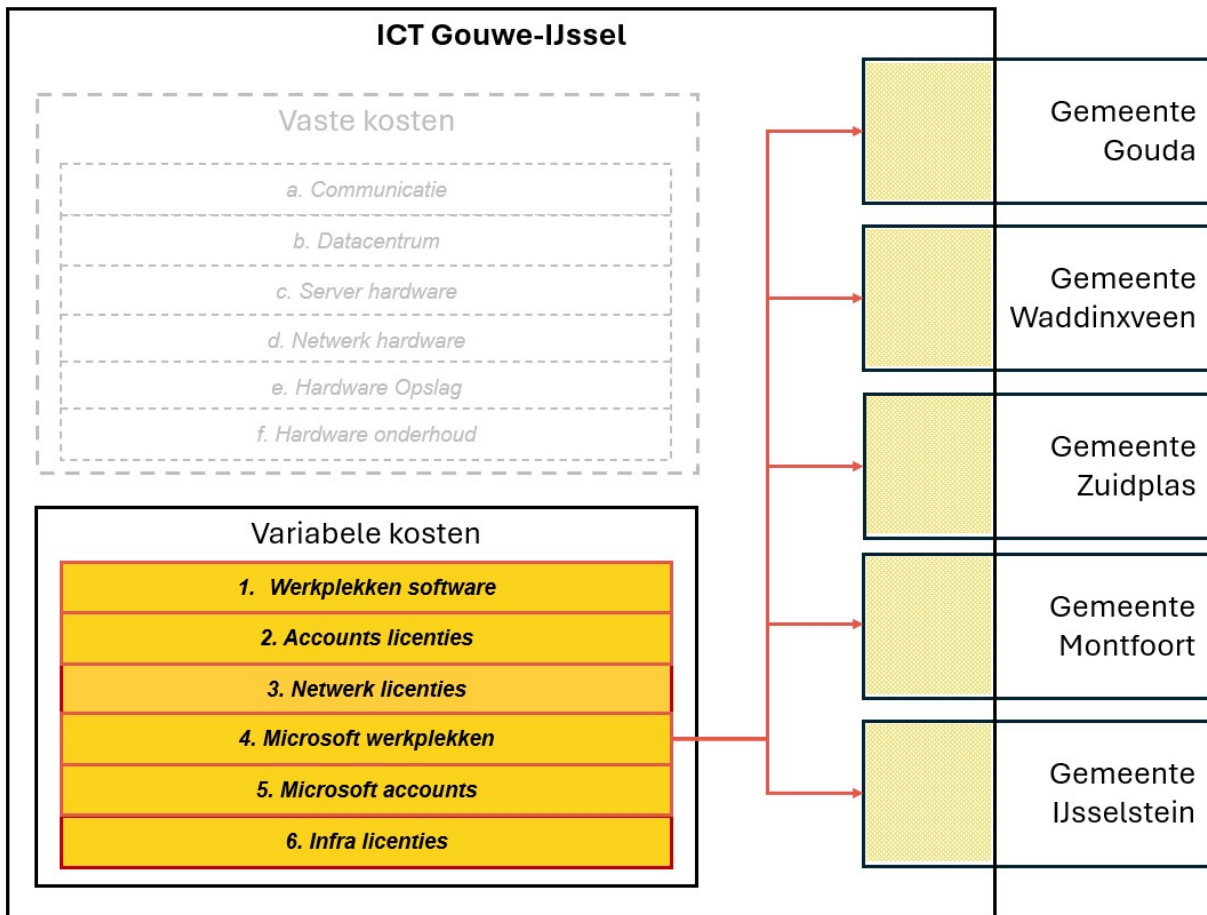 ICT Gouwe-IJssel
Vaste kosten
a. Communicatie
b. Datacentrum
c. Server hardware
d. Netwerk hardware
e. Hardware Opslag
f. Hardware onderhoud
Variabele kosten
1. Werkplekken software
2. Accounts licenties
3. Netwerk licenties
4. Microsoft werkplekken
5. Microsoft accounts
6. Infra licenties
Gemeente
Gouda
Gemeente
Waddinxveen
Gemeente
Zuidplas
Gemeente
Montfoort
Gemeente
IJsselstein